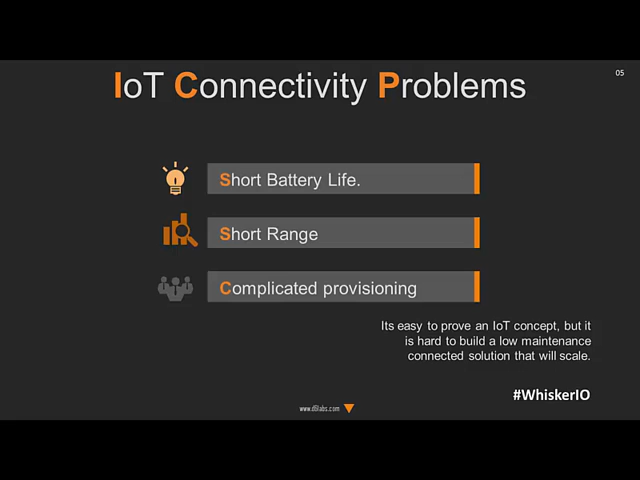 05
IoT Connectivity Problems
Short Battery Life.
Short Range
Complicated provisioning
Its easy to prove an IoT concept, but it
is hard to build a low maintenance
connected solution that will scale.
#WhiskerIO
www.d5labs.com